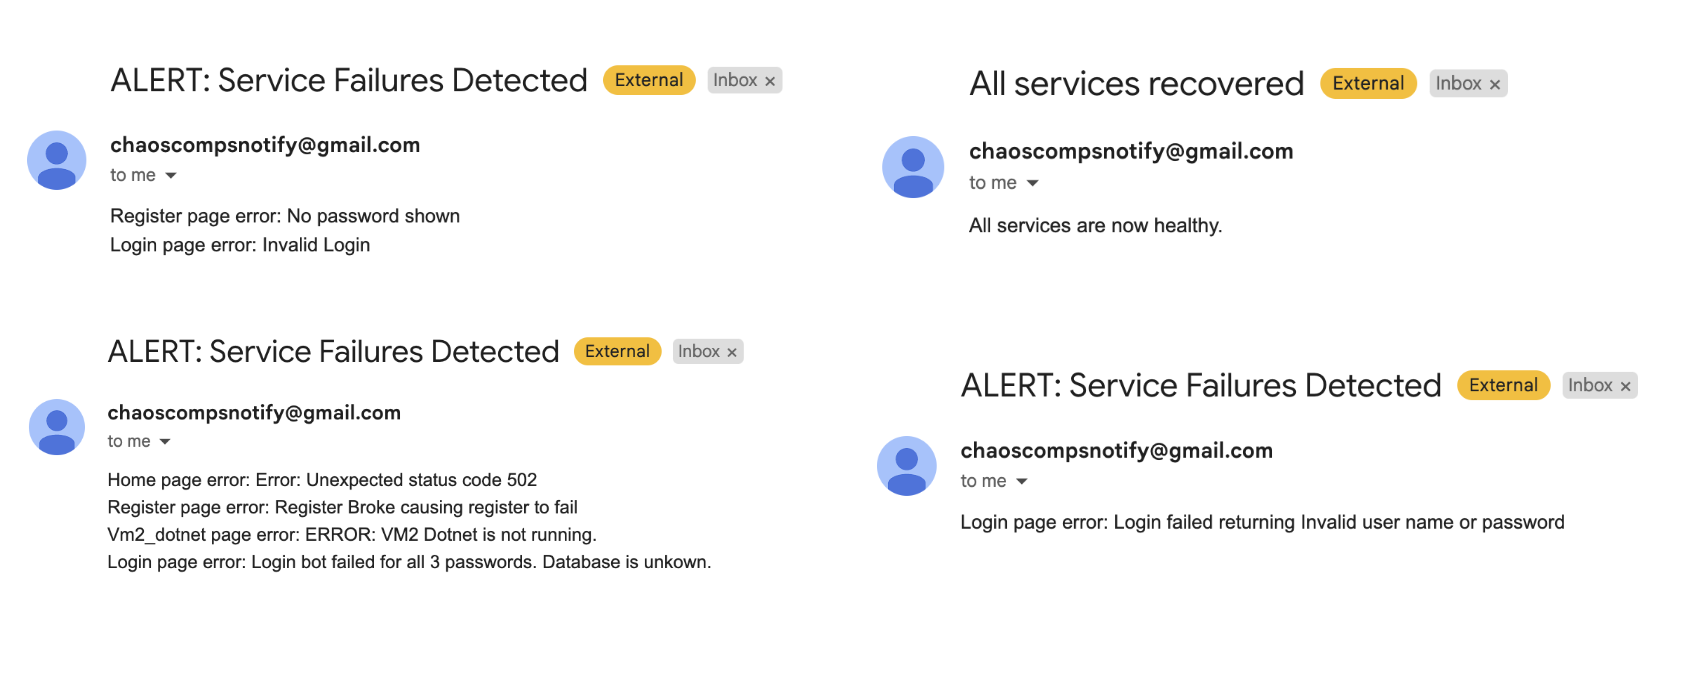 ALERT: Service Failures Detected External Inbox ×
chaoscompsnotify@gmail.com
to me
Register page error: No password shown
Login page error: Invalid Login
All services recovered External Inbox ×
chaoscompsnotify@gmail.com
to me
All services are now healthy.
ALERT: Service Failures Detected External Inbox ×
chaoscompsnotify@gmail.com
to me
Home page error: Error: Unexpected status code 502
Register page error: Register Broke causing register to fail
Vm2_dotnet page error: ERROR: VM2 Dotnet is not running.
Login page error: Login bot failed for all 3 passwords. Database is unkown.
ALERT: Service Failures Detected External Inbox ×
chaoscompsnotify@gmail.com
to me
Login page error: Login failed returning Invalid user name or password